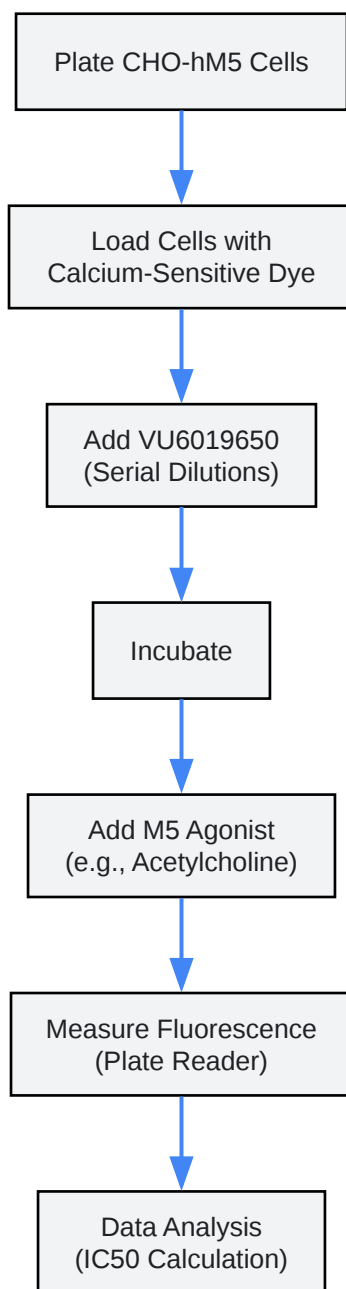 Plate CHO-hM5 Cells
Load Cells with
Calcium-Sensitive Dye
Add VU6019650
(Serial Dilutions)
Incubate
Add M5 Agonist
(e.g., Acetylcholine)
Measure Fluorescence
(Plate Reader)
Data Analysis
(IC50 Calculation)